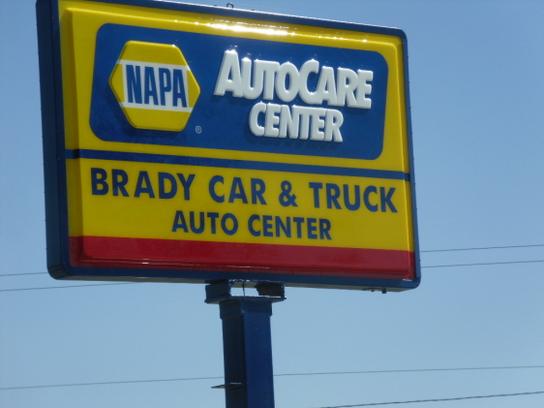 NAPA ®
AUTOCARE
CENTER
BRADY CAR & TRUCK
AUTO CENTER